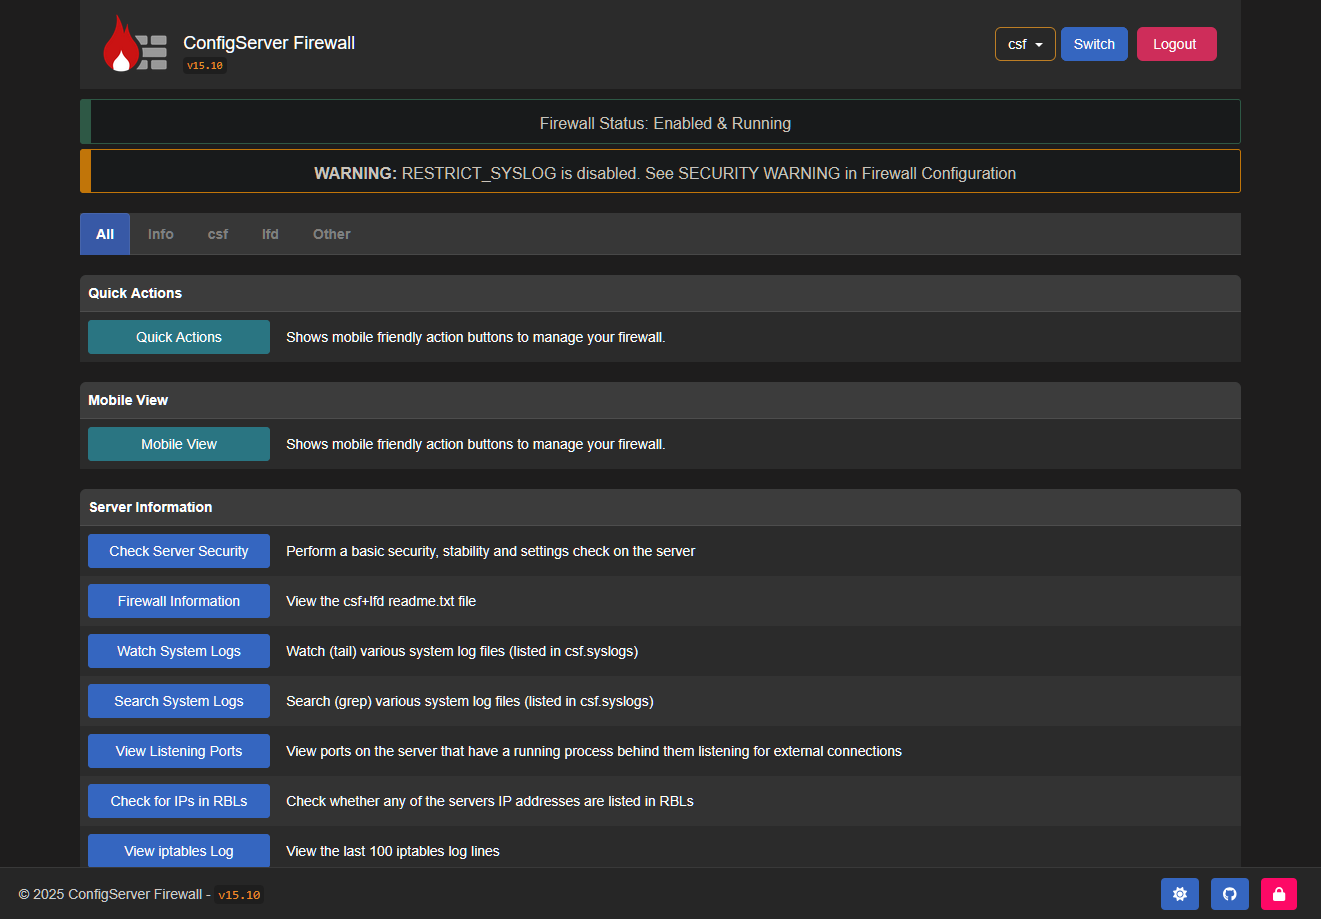 ConfigServer Firewall
v15.10
csf
Switch
Logout
Firewall Status: Enabled & Running
WARNING: RESTRICT_SYSLOG is disabled. See SECURITY WARNING in Firewall Configuration
All Info csf lfd Other
Quick Actions
Quick Actions Shows mobile friendly action buttons to manage your firewall.
Mobile View
Mobile View Shows mobile friendly action buttons to manage your firewall.
Server Information
Check Server Security Perform a basic security, stability and settings check on the server
Firewall Information View the csf+lfd readme.txt file
Watch System Logs Watch (tail) various system log files (listed in csf.syslogs)
Search System Logs Search (grep) various system log files (listed in csf.syslogs)
View Listening Ports View ports on the server that have a running process behind them listening for external connections
Check for IPs in RBLs Check whether any of the servers IP addresses are listed in RBLs
View iptables Log View the last 100 iptables log lines
© 2025 ConfigServer Firewall - v15.10